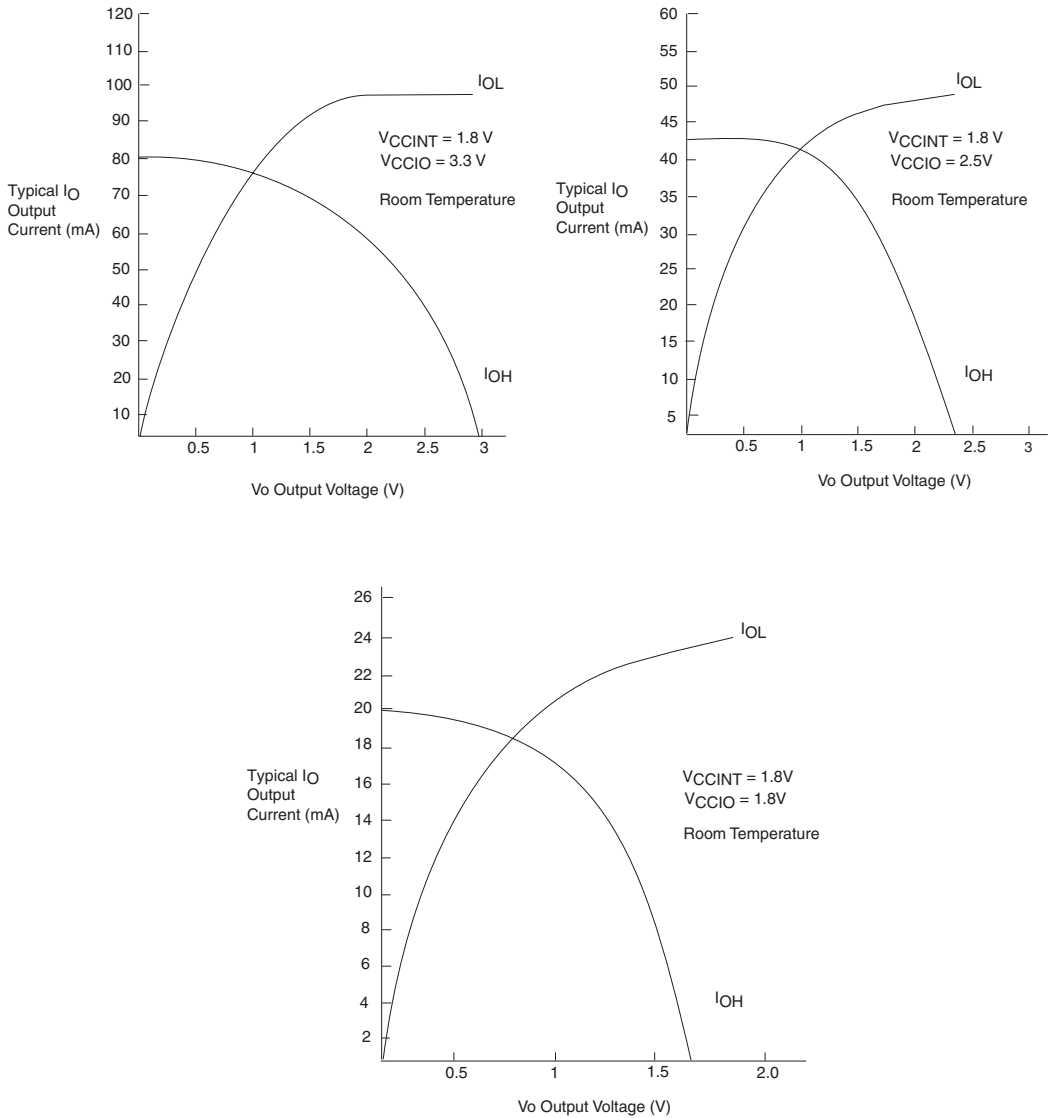 120
110
100
90
80
70
60
50
40
30
20
10
Typical IO
Output
Current (mA)
IOL
VCCINT = 1.8 V
VCCIO = 3.3 V
Room Temperature
IOH
0.5 1 1.5 2 2.5 3
Vo Output Voltage (V)
60
55
50
45
40
35
30
25
20
15
10
5
Typical IO
Output
Current (mA)
IOL
VCCINT = 1.8 V
VCCIO = 2.5V
Room Temperature
IOH
0.5 1.0 1.5 2 2.5 3
Vo Output Voltage (V)
26
24
22
20
18
16
14
12
10
8
6
4
2
Typical IO
Output
Current (mA)
IOL
VCCINT = 1.8V
VCCIO = 1.8V
Room Temperature
IOH
0.5 1 1.5 2.0
Vo Output Voltage (V)